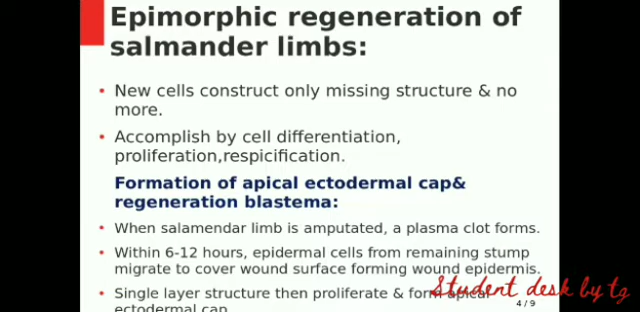 Epimorphic regeneration of
salmander limbs:
• New cells construct only missing structure & no
more.
• Accomplish by cell differentiation,
proliferation,respicification.
Formation of apical ectodermal cap&
regeneration blastema:
• When salamendar limb is amputated, a plasma clot forms.
• Within 6-12 hours, epidermal cells from remaining stump
migrate to cover wound surface forming wound epidermis.
• Single layer structure then proliferate & form apical
ectodermal cap
Student desk by tg
4 / 9